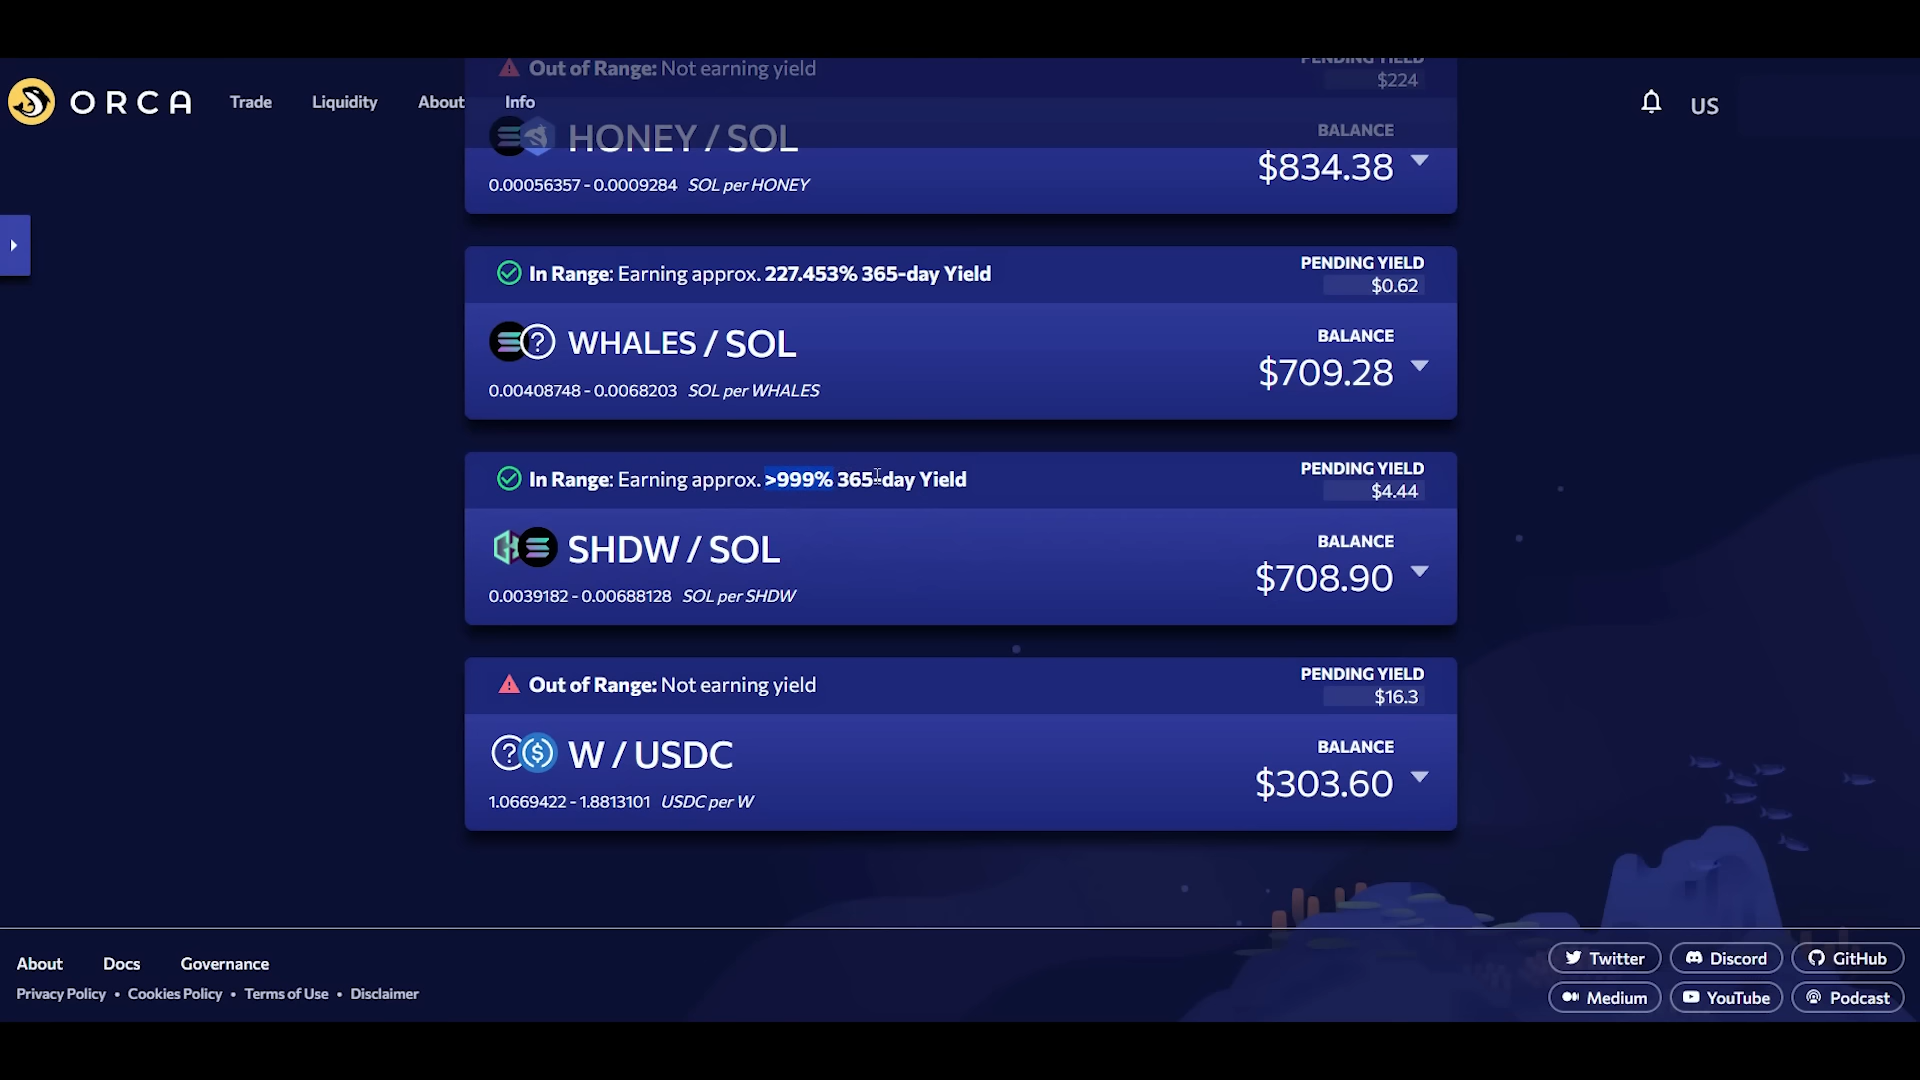 Out of Range: Not earning yield
PENDING YIELD
$224
ORCA
Trade
Liquidity
About
Info
US
HONEY / SOL
BALANCE
$834.38
0.00056357 - 0.0009284 SOL per HONEY
In Range: Earning approx. 227.453% 365-day Yield
PENDING YIELD
$0.62
WHALES / SOL
BALANCE
$709.28
0.00408748 - 0.0068203 SOL per WHALES
In Range: Earning approx. >999% 365-day Yield
PENDING YIELD
$4.44
SHDW / SOL
BALANCE
$708.90
0.0039182 - 0.00688128 SOL per SHDW
Out of Range: Not earning yield
PENDING YIELD
$16.3
W / USDC
BALANCE
$303.60
1.0669422 - 1.8813101 USDC per W
About
Docs
Governance
Privacy Policy • Cookies Policy • Terms of Use • Disclaimer
Twitter
Discord
GitHub
Medium
YouTube
Podcast